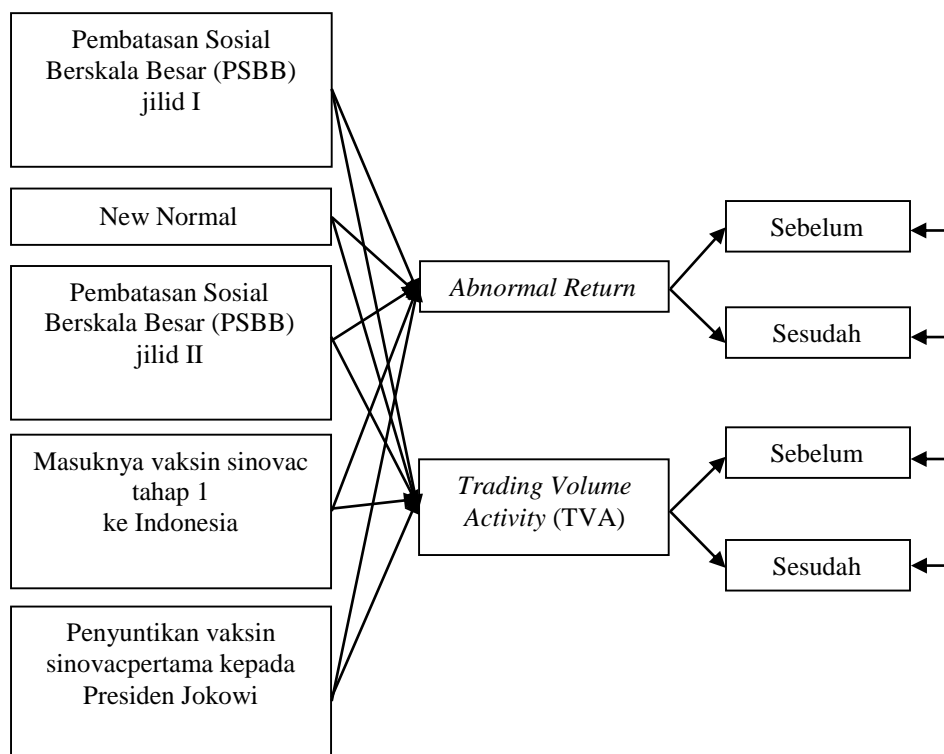 Pembatasan Sosial
Berskala Besar (PSBB)
jilid I
New Normal
Pembatasan Sosial
Berskala Besar (PSBB)
jilid II
Masuknya vaksin sinovac
tahap 1
ke Indonesia
Penyuntikan vaksin
sinovacpertama kepada
Presiden Jokowi
Abnormal Return
Trading Volume
Activity (TVA)
Sebelum
Sesudah
Sebelum
Sesudah